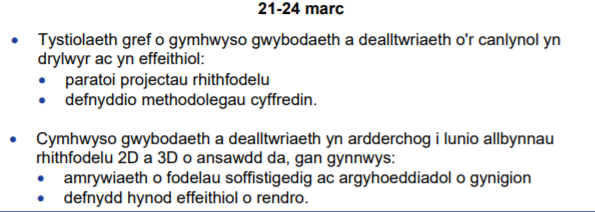 21-24 marc
• Tystiolaeth gref o gymhwyso gwybodaeth a dealltwriaeth o'r canlynol yn
drylwyr ac yn effeithiol:
• paratoi projectau rhithfodelu
• defnyddio methodolegau cyffredin.
• Cymhwyso gwybodaeth a dealltwriaeth yn ardderchog i lunio allbynnau
rhithfodelu 2D a 3D o ansawdd da, gan gynnwys:
• amrywiaeth o fodelau soffistigedig ac argyhoeddiadol o gynigion
• defnydd hynod effeithiol o rendro.